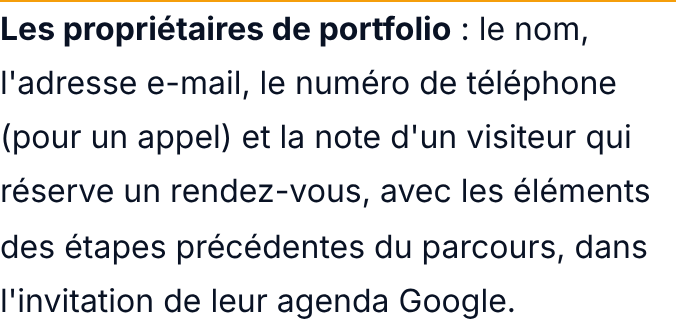 Les propriétaires de portfolio : le nom,
l'adresse e-mail, le numéro de téléphone
(pour un appel) et la note d'un visiteur qui
réserve un rendez-vous, avec les éléments
des étapes précédentes du parcours, dans
l'invitation de leur agenda Google.